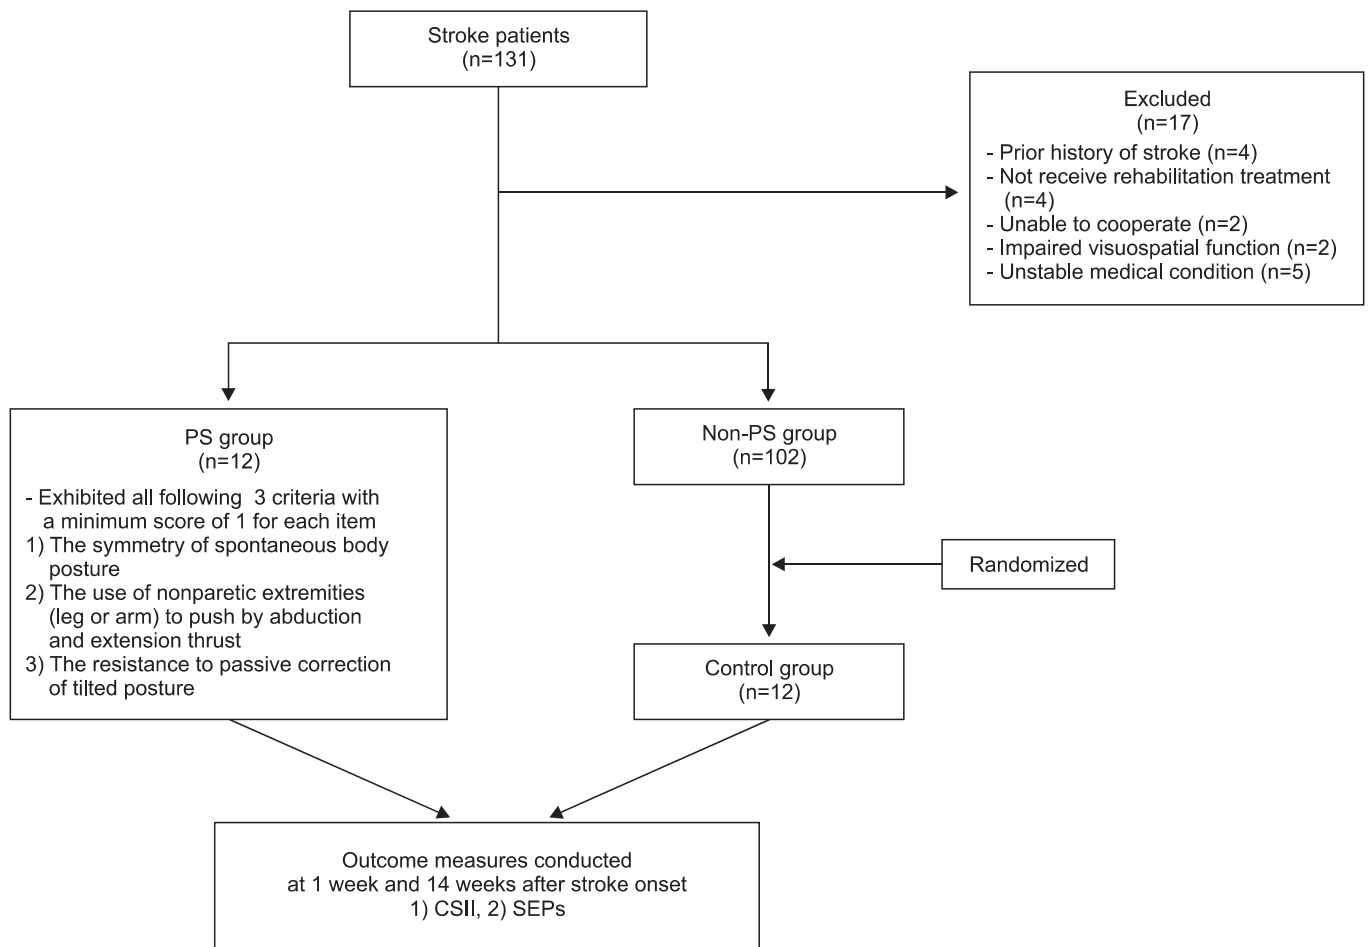 Stroke patients
(n=131)
Excluded
(n=17)
- Prior history of stroke (n=4)
- Not receive rehabilitation treatment
(n=4)
- Unable to cooperate (n=2)
- Impaired visuospatial function (n=2)
- Unstable medical condition (n=5)
PS group
(n=12)
- Exhibited all following 3 criteria with
a minimum score of 1 for each item
1) The symmetry of spontaneous body
posture
2) The use of nonparetic extremities
(leg or arm) to push by abduction
and extension thrust
3) The resistance to passive correction
of tilted posture
Non-PS group
(n=102)
Randomized
Control group
(n=12)
Outcome measures conducted
at 1 week and 14 weeks after stroke onset
1) CSII, 2) SEPs